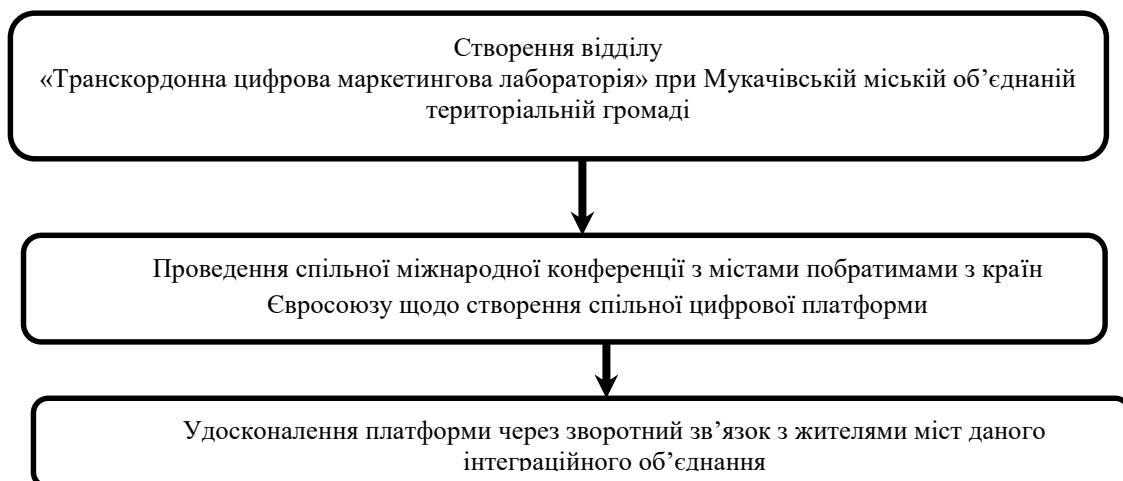 Створення відділу
«Транскордонна цифрова маркетингова лабораторія» при Мукачівській міській об’єднаній
територіальній громаді
Проведення спільної міжнародної конференції з містами побратимами з країн
Євросоюзу щодо створення спільної цифрової платформи
Удосконалення платформи через зворотний зв’язок з жителями міст даного
інтеграційного об’єднання